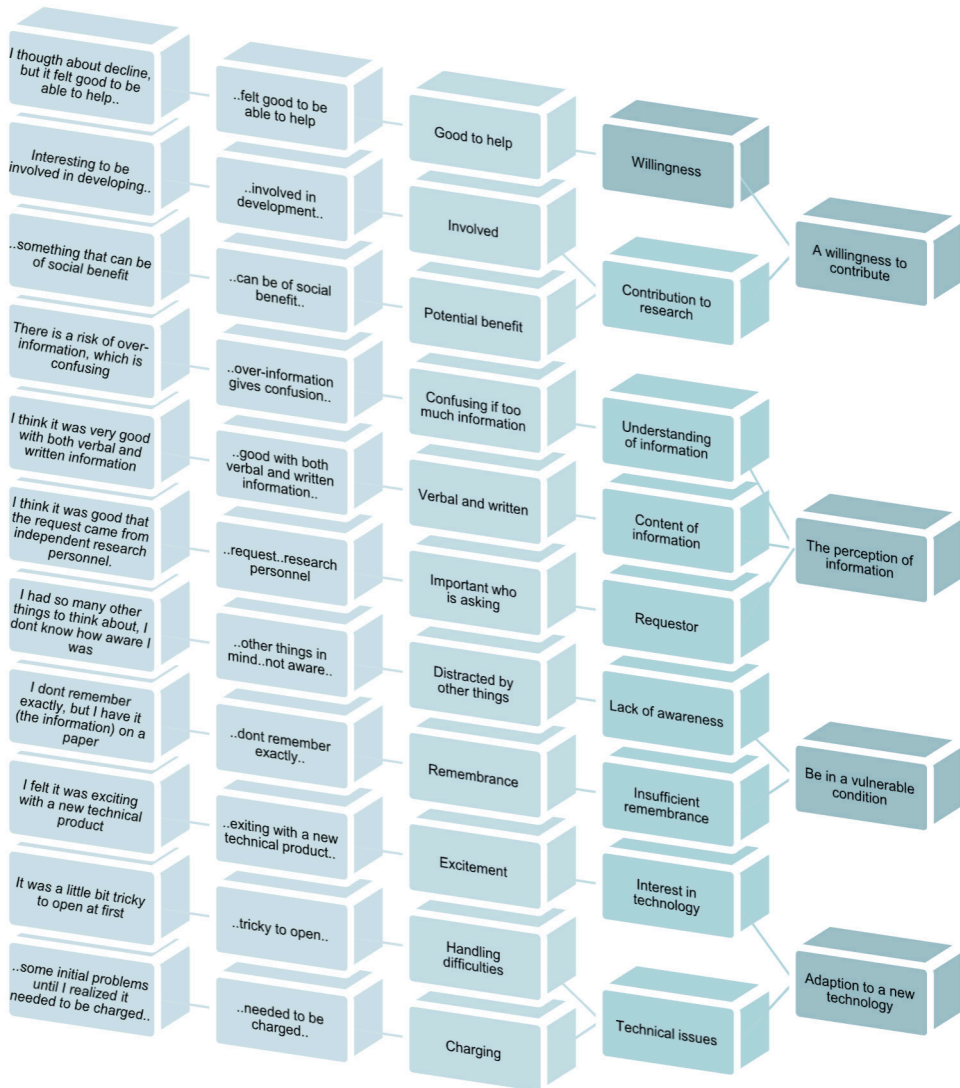 I thougth about decline,
but it felt good to be
able to help..
Interesting to be
involved in developing..
..something that can be
of social benefit
There is a risk of over-
information, which is
confusing
I think it was very good
with both verbal and
written information
I think it was good that
the request came from
independent research
personnel.
I had so many other
things to think about, I
dont know how aware I
was
I dont remember
exactly, but I have it
(the information) on a
paper
I felt it was exciting
with a new technical
product
It was a little bit tricky
to open at first
..some initial problems
until I realized it
needed to be charged..
..felt good to be
able to help
..involved in
development..
..can be of social
benefit..
..over-information
gives confusion..
..good with both
verbal and written
information..
..request..research
personnel
..other things in
mind..not aware..
..dont remember
exactly..
..exiting with a new
technical product..
..tricky to open..
..needed to be
charged..
Good to help
Involved
Potential benefit
Confusing if too
much information
Verbal and written
Important who
is asking
Distracted by
other things
Remembrance
Excitement
Handling
difficulties
Charging
Willingness
Contribution to
research
Understanding
of information
Content of
information
Requestor
Lack of awareness
Insufficient
remembrance
Interest in
technology
Technical issues
A willingness to
contribute
The perception of
information
Be in a vulnerable
condition
Adaption to a new
technology